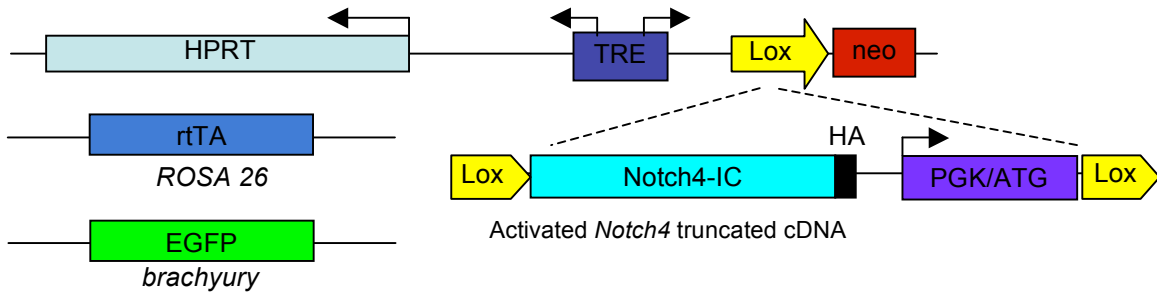 HPRT TRE Lox neo
rtTA
ROSA 26
HA
Lox Notch4-IC PGK/ATG Lox
Activated Notch4 truncated cDNA
EGFP
brachyury